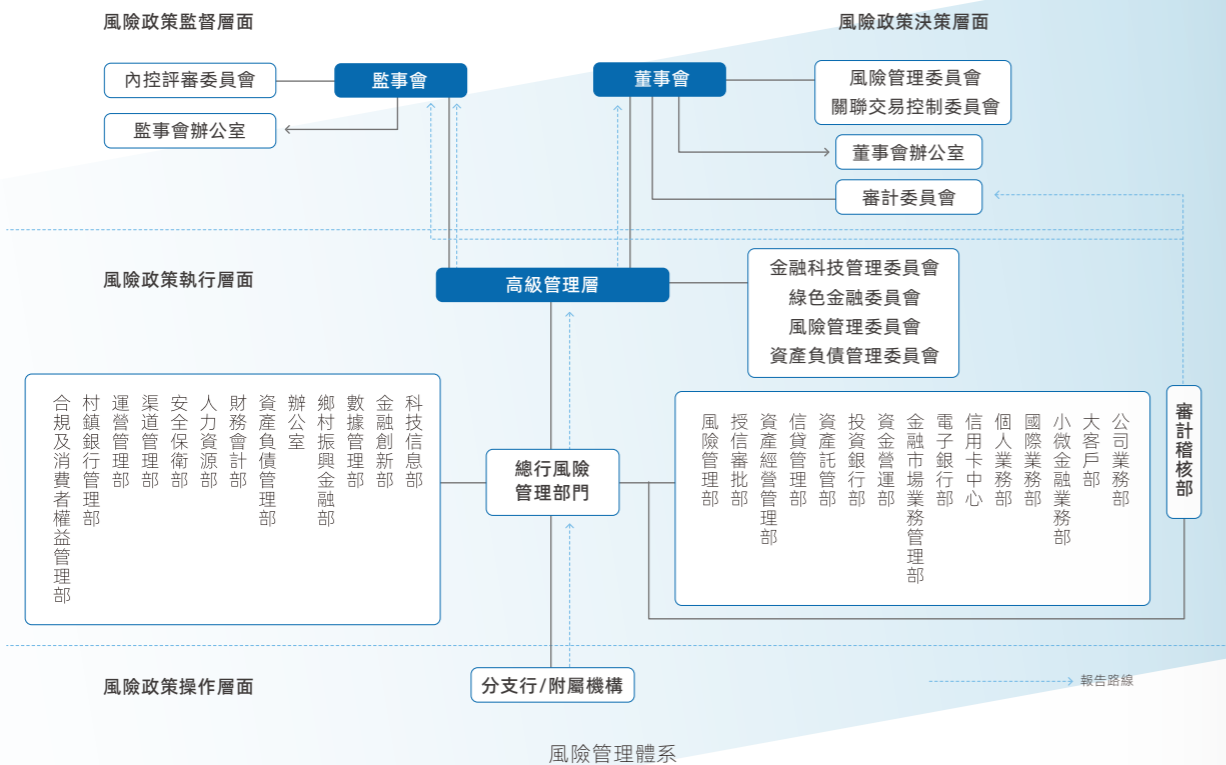 風險政策監督層面
風險政策決策層面
內控評審委員會
監事會
董事會
風險管理委員會
關聯交易控制委員會
監事會辦公室
董事會辦公室
審計委員會
風險政策執行層面
高級管理層
金融科技管理委員會
綠色金融委員會
風險管理委員會
資產負債管理委員會
合規及消費者權益管理部
村鎮銀行管理部
運營管理部
渠道管理部
安全保衛部
人力資源部
財務會計部
資產負債管理部
辦公室
鄉村振興金融部
數據管理部
金融創新部
科技信息部
總行風險
管理部門
風險管理部
授信審批部
資產經營管理部
信貸管理部
資產託管部
投資銀行部
資金營運部
金融市場業務管理部
電子銀行部
信用卡中心
個人業務部
國際業務部
小微金融業務部
大客戶部
公司業務部
審計稽核部
風險政策操作層面
分支行/附屬機構
報告路線
風險管理體系